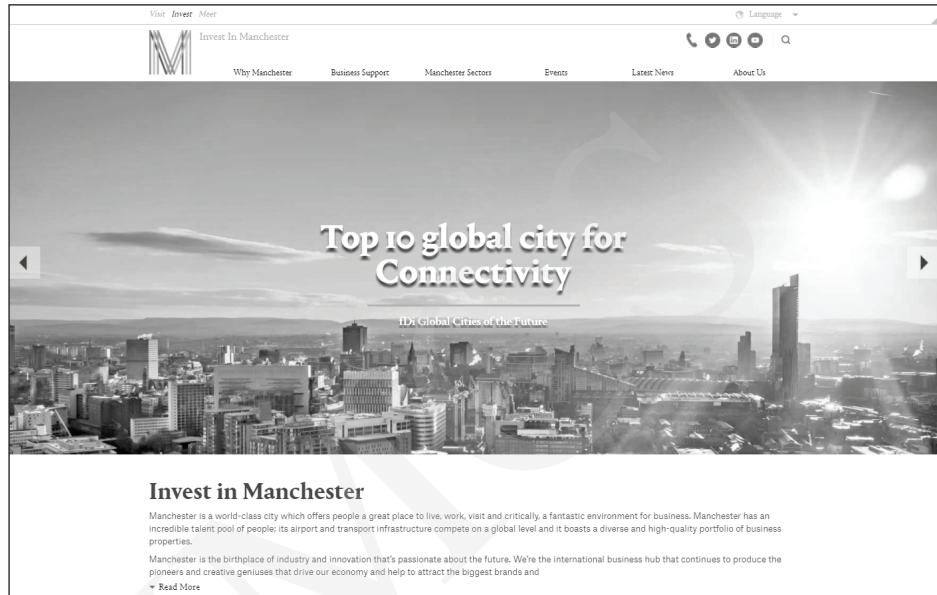 Visit Invest Meet
Language
Invest In Manchester
Why Manchester Business Support Manchester Sectors Events Latest News About Us
Top 10 global city for
Connectivity
fDi Global Cities of the Future
Invest in Manchester
Manchester is a world-class city which offers people a great place to live, work, visit and critically, a fantastic environment for business. Manchester has an
incredible talent pool of people; its airport and transport infrastructure compete on a global level and it boasts a diverse and high-quality portfolio of business
properties.
Manchester is the birthplace of industry and innovation that's passionate about the future. We're the international business hub that continues to produce the
pioneers and creative geniuses that drive our economy and help to attract the biggest brands and
Read More